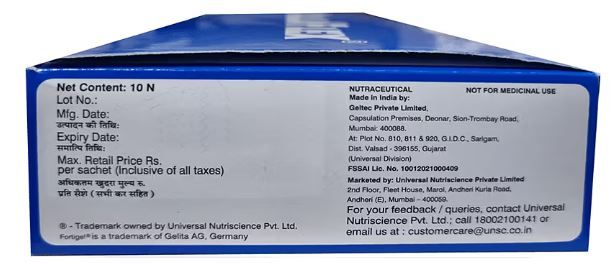 Net Content: 10 N
Lot No.:
Mfg. Date:
उत्पादन की तिथि:
Expiry Date:
समाप्ति तिथि:
Max. Retail Price Rs.
per sachet (Inclusive of all taxes)
अधिकतम खुदरा मुल्य रु.
प्रति सैशे ( सभी कर सहित )
® - Trademark owned by Universal Nutriscience Pvt. Ltd.
Fortigel® is a trademark of Gelita AG, Germany
NUTRACEUTICAL NOT FOR MEDICINAL USE
Made in India by:
Geltec Private Limited,
Capsulation Premises, Deonar, Sion-Trombay Road,
Mumbai: 400088.
At: Plot No. 810, 811 & 920, G.I.D.C., Sarigam,
Dist. Valsad - 396155, Gujarat
(Universal Division)
FSSAI Lic. No. 10012021000409
Marketed by: Universal Nutriscience Private Limited
2nd Floor, Fleet House, Marol, Andheri Kurla Road,
Andheri (E), Mumbai – 400059.
For your feedback / queries, contact Universal
Nutriscience Pvt. Ltd.; call 18002100141 or
email us at : customercare@unsc.co.in